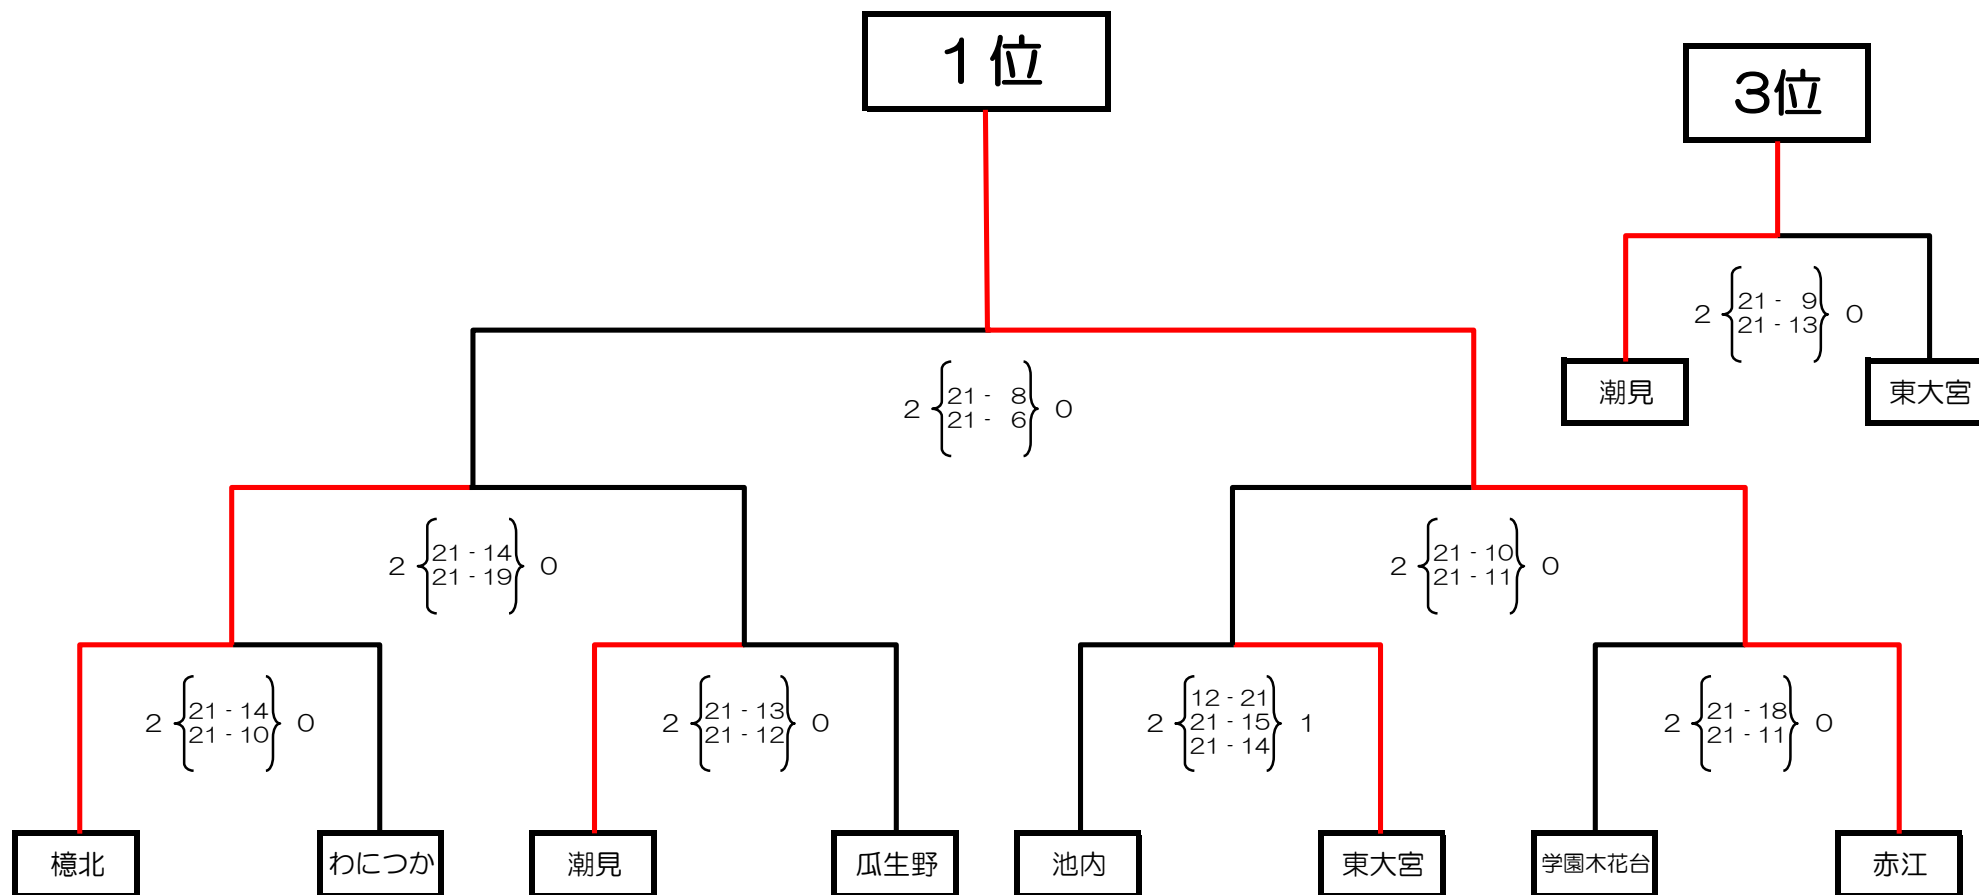 １位
３位
2 { 21 - 9 } 0
21 - 13
潮見
東大宮
2 { 21 - 8 } 0
21 - 6
2 { 21 - 14 } 0
21 - 19
2 { 21 - 10 } 0
21 - 11
2 { 21 - 14 } 0
21 - 10
2 { 21 - 13 } 0
21 - 12
12 - 21
2 { 21 - 15 } 1
21 - 14
2 { 21 - 18 } 0
21 - 11
檍北
わにつか
潮見
瓜生野
池内
東大宮
学園木花台
赤江